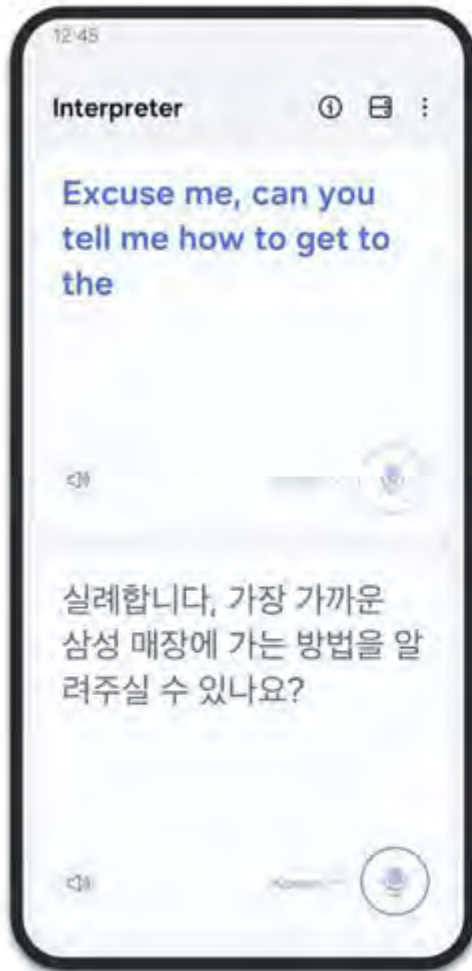 12:45
Interpreter
Excuse me, can you
tell me how to get to
the
실례합니다, 가장 가까운
삼성 매장에 가는 방법을 알
려주실 수 있나요?